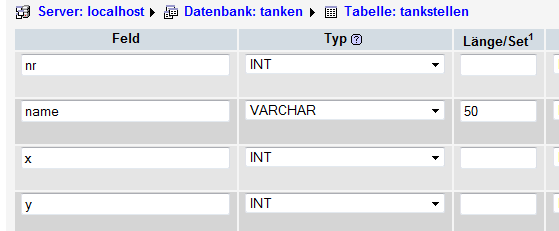 Server: localhost Datenbank: tanken Tabelle: tankstellen
Feld Typ Länge/Set1
nr INT
name VARCHAR 50
x INT
y INT